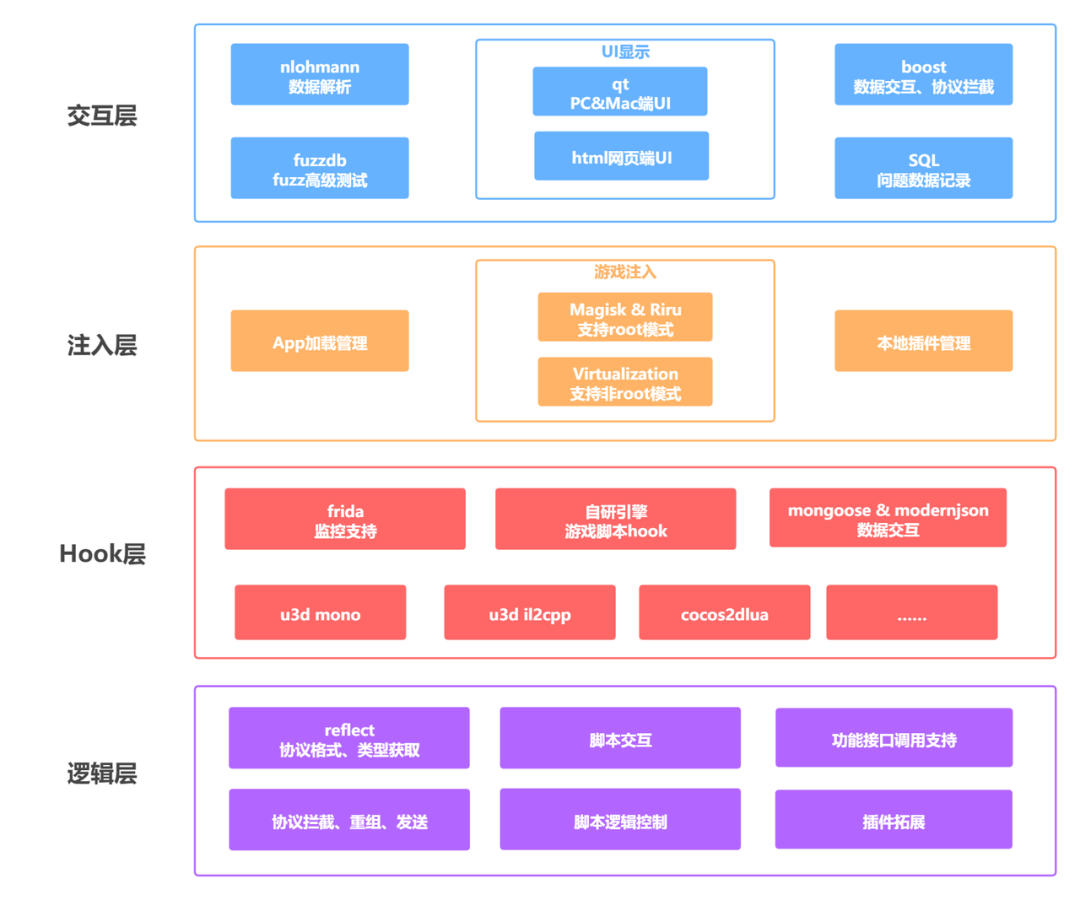 交互层
nlohmann
数据解析
fuzzdb
fuzz高级测试
UI显示
qt
PC&Mac端UI
html网页端UI
boost
数据交互、协议拦截
SQL
问题数据记录
注入层
App加载管理
游戏注入
Magisk & Riru
支持root模式
Virtualization
支持非root模式
本地插件管理
Hook层
frida
监控支持
自研引擎
游戏脚本hook
mongoose & modernjson
数据交互
u3d mono
u3d il2cpp
cocos2dlua
......
逻辑层
reflect
协议格式、类型获取
脚本交互
功能接口调用支持
协议拦截、重组、发送
脚本逻辑控制
插件拓展